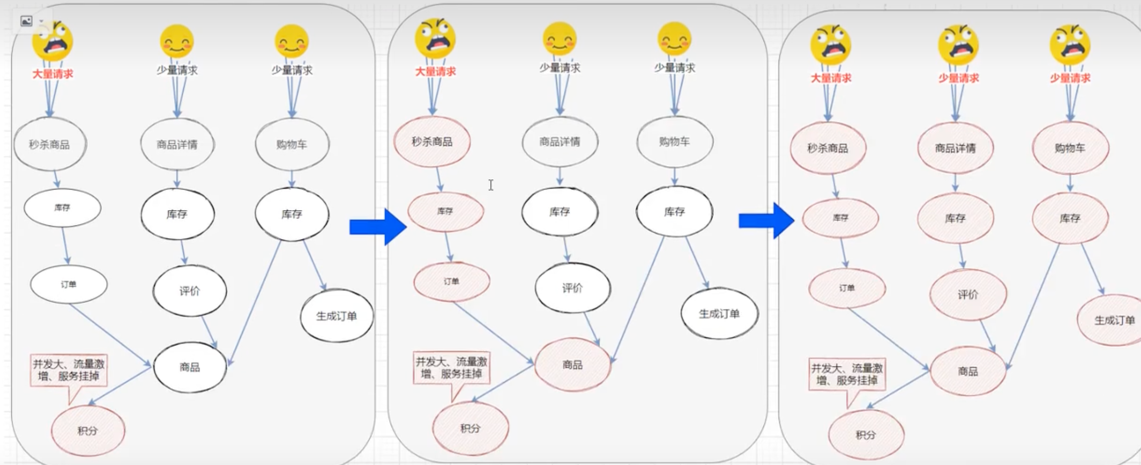 大量请求
少量请求
少量请求
秒杀商品
商品详情
购物车
库存
库存
库存
订单
评价
生成订单
商品
并发大、流量激
增、服务挂掉
积分
大量请求
少量请求
少量请求
秒杀商品
商品详情
购物车
库存
库存
库存
订单
评价
生成订单
商品
并发大、流量激
增、服务挂掉
积分
大量请求
少量请求
少量请求
秒杀商品
商品详情
购物车
库存
库存
库存
订单
评价
生成订单
商品
并发大、流量激
增、服务挂掉
积分